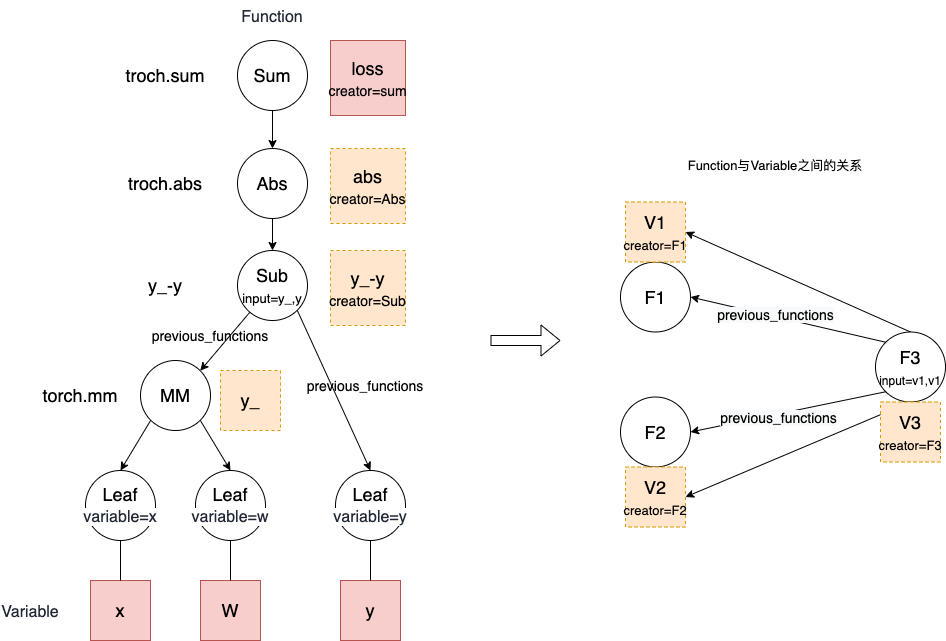 Function
troch.sum
Sum
loss
creator=sum
troch.abs
Abs
abs
creator=Abs
y_-y
Sub
input=y_,y
y_-y
creator=Sub
previous_functions
previous_functions
torch.mm
MM
y_
Leaf
variable=x
Leaf
variable=w
Leaf
variable=y
Variable
x
W
y
Function与Variable之间的关系
V1
creator=F1
F1
previous_functions
F3
input=v1,v1
previous_functions
F2
V3
creator=F3
V2
creator=F2